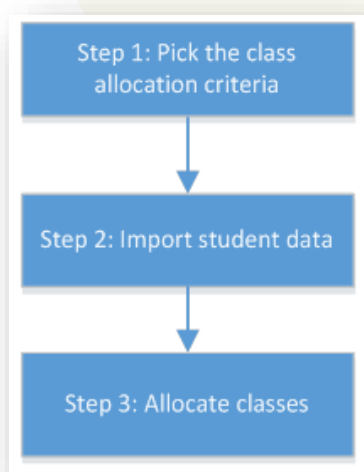 Step 1: Pick the class
allocation criteria
Step 2: Import student data
Step 3: Allocate classes